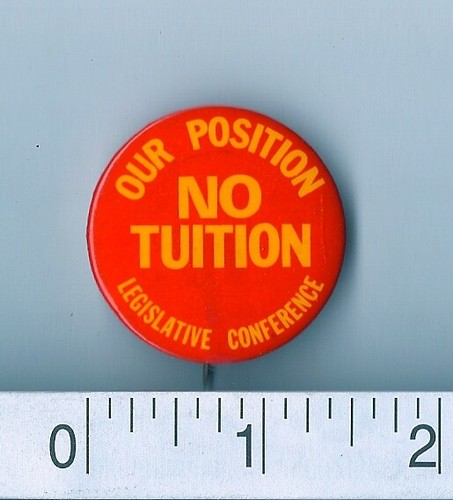 OUR POSITION
NO
TUITION
LEGISLATIVE CONFERENCE
0 1 2